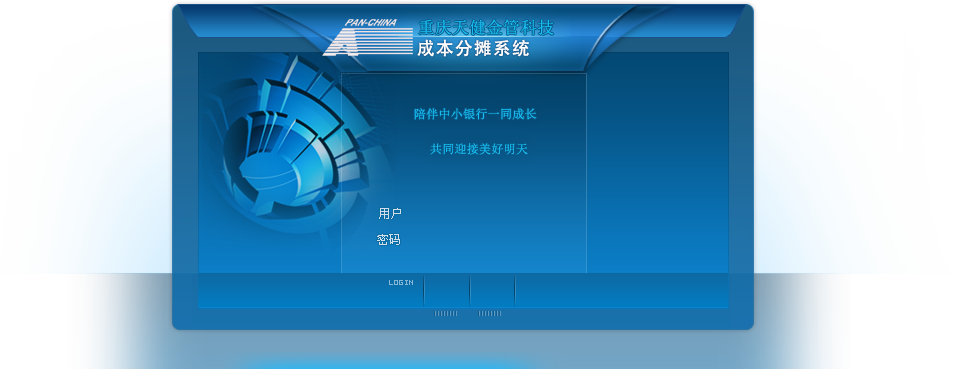 PAN-CHINA
重庆天健金管科技
成本分摊系统
陪伴中小银行一同成长
共同迎接美好明天
用户
密码
LOGIN